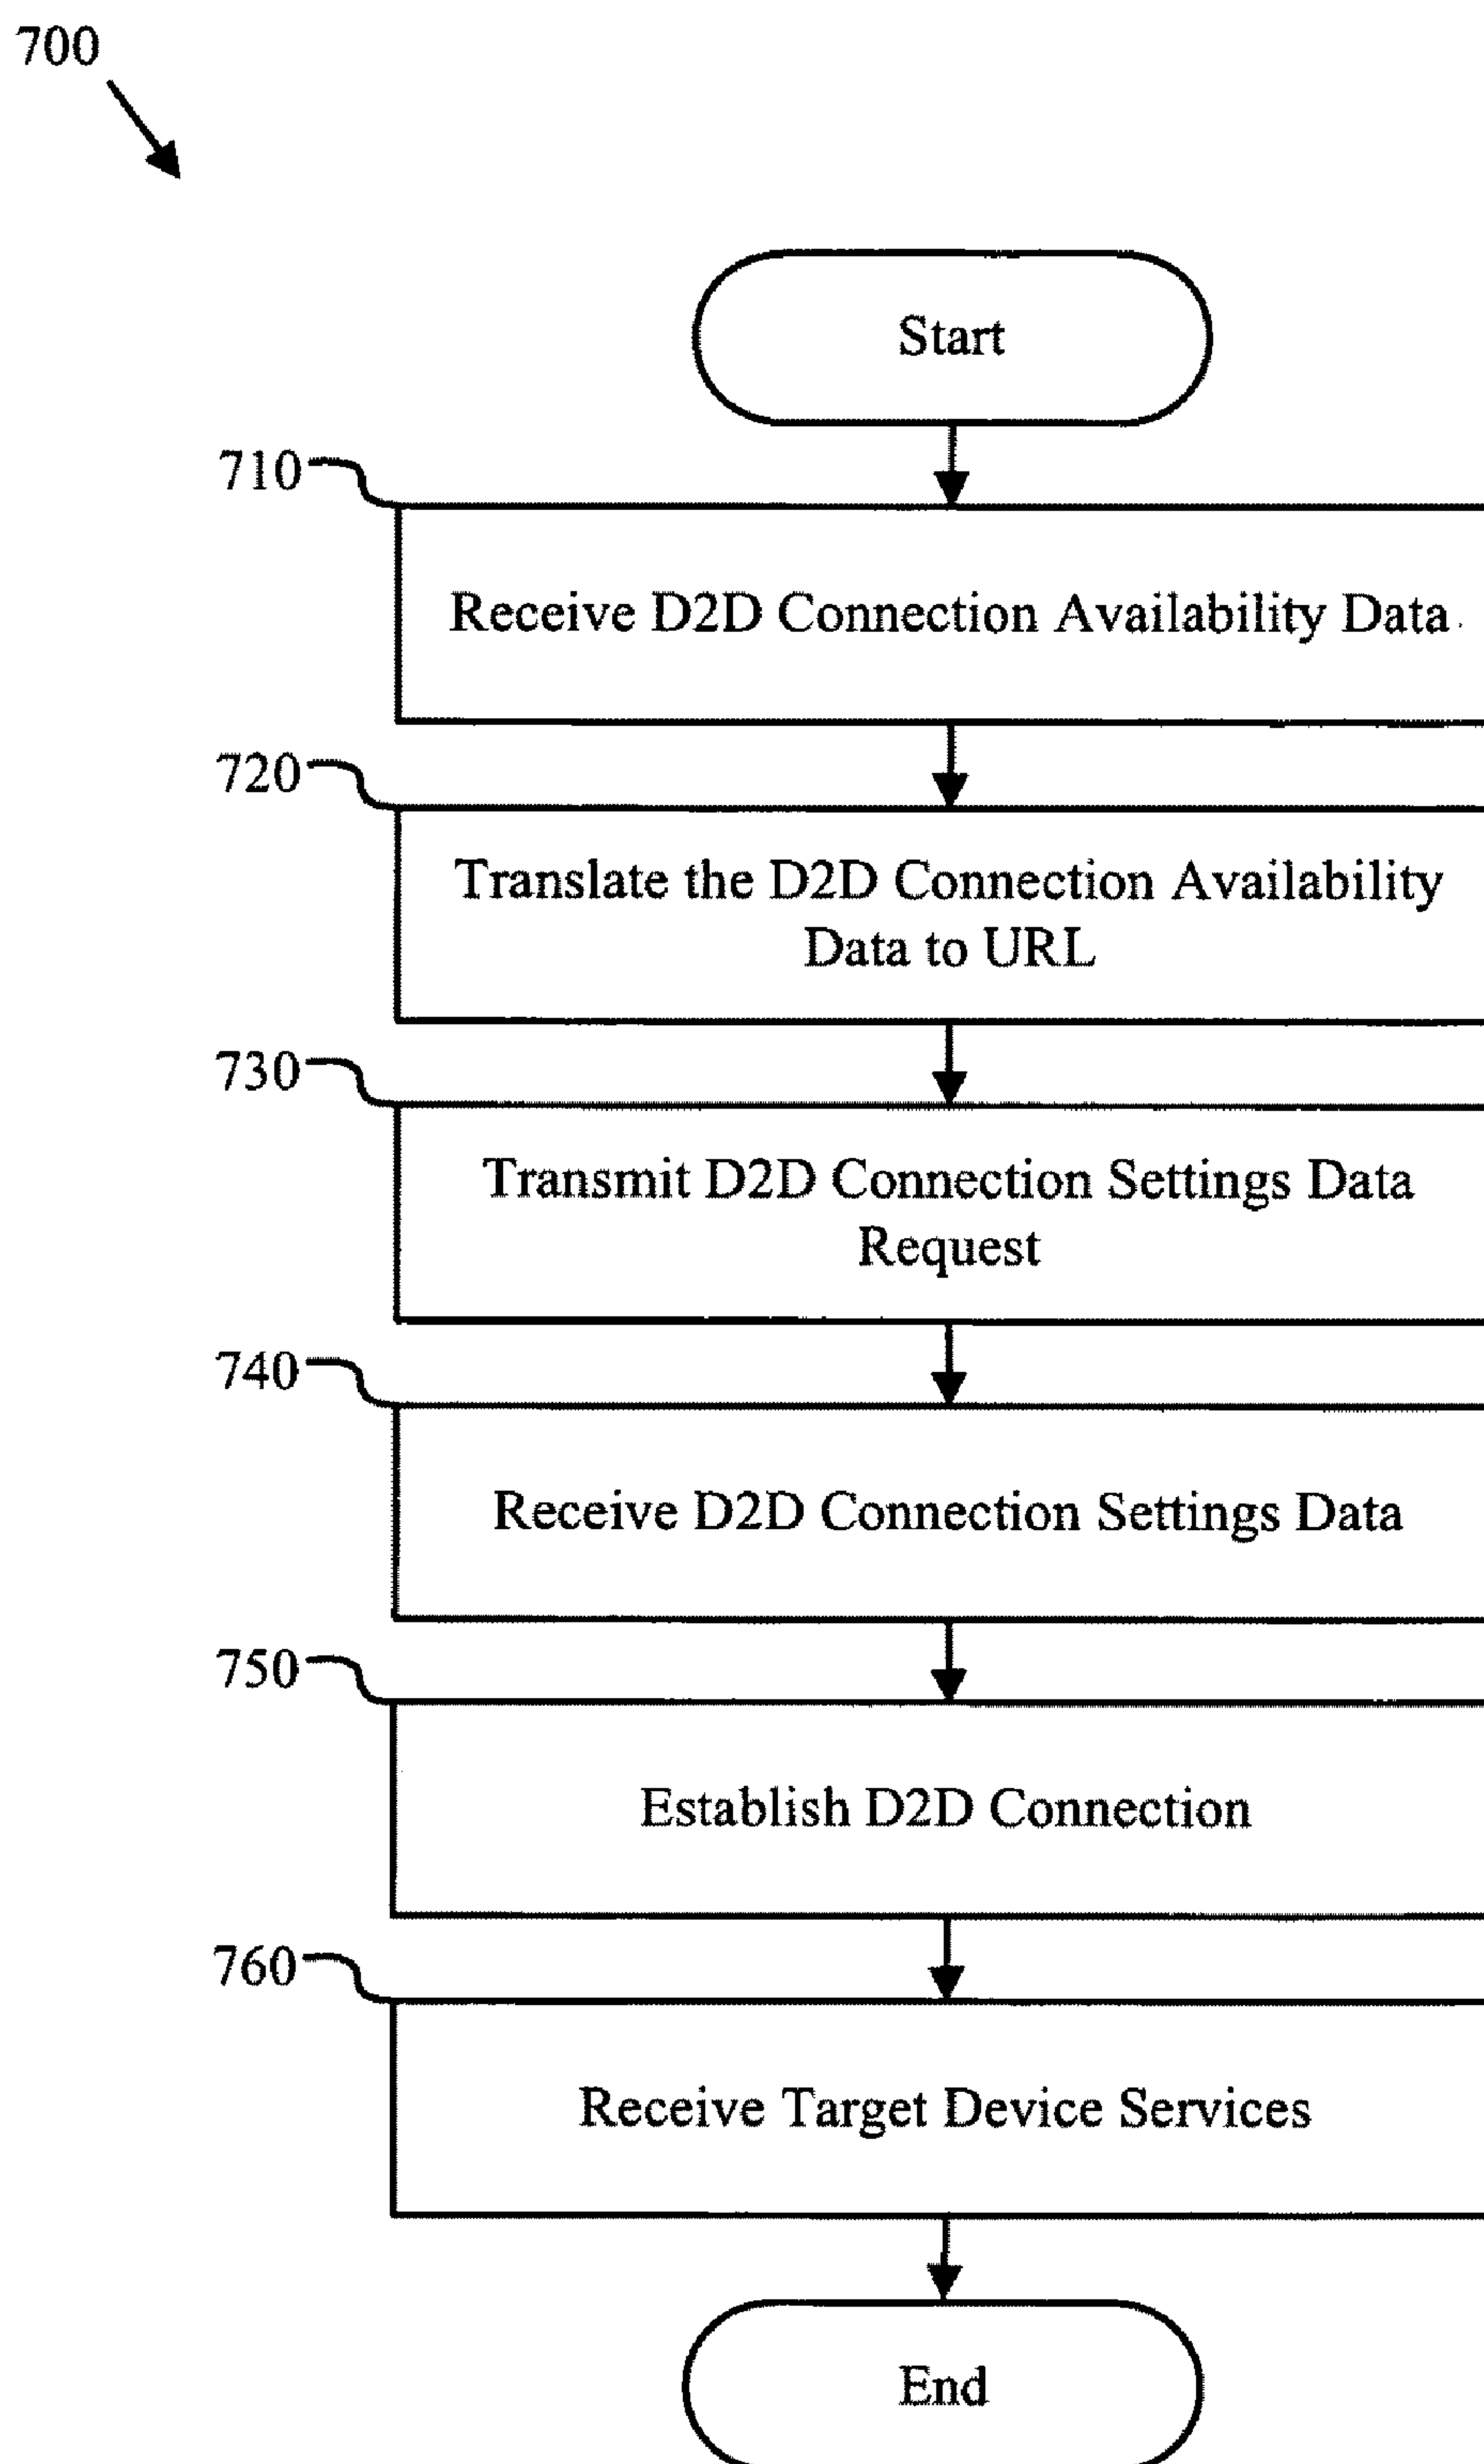 700
Start
710
Receive D2D Connection Availability Data
720
Translate the D2D Connection Availability
Data to URL
730
Transmit D2D Connection Settings Data
Request
740
Receive D2D Connection Settings Data
750
Establish D2D Connection
760
Receive Target Device Services
End